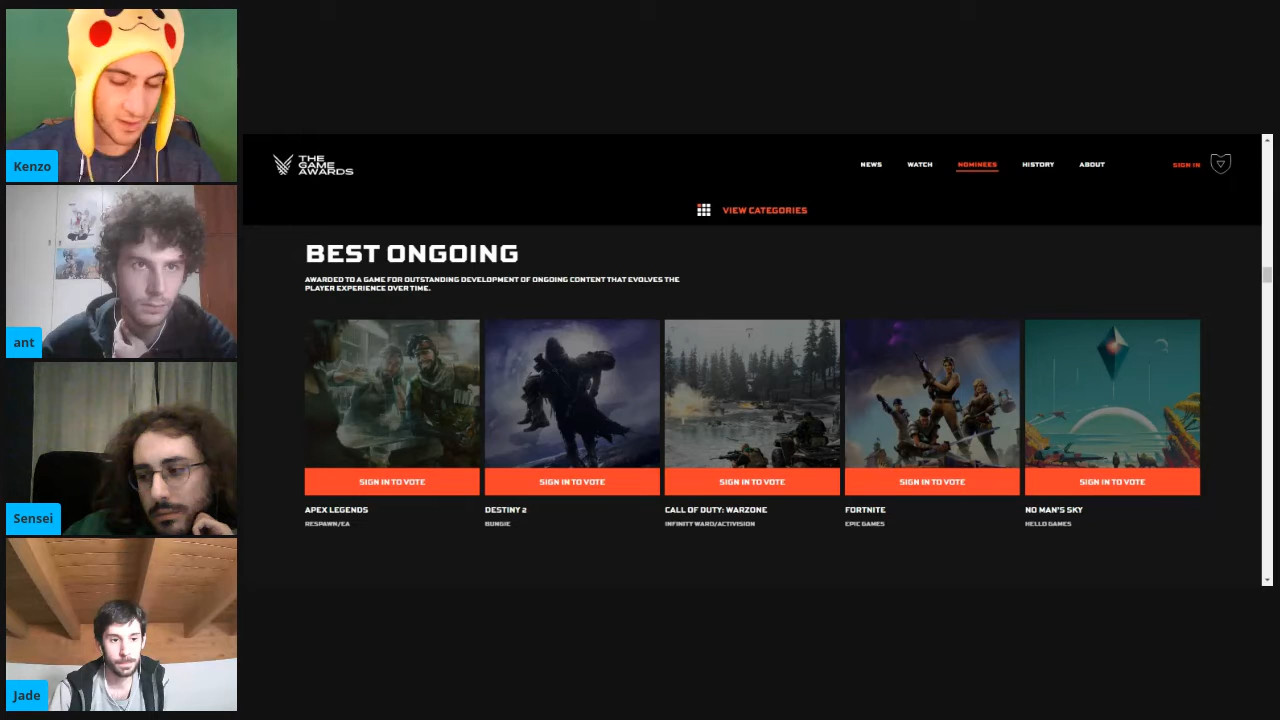 Kenzo
ant
Sensei
Jade
THE
GAME
AWARDS
NEWS
WATCH
NOMINEES
HISTORY
ABOUT
SIGN IN
VIEW CATEGORIES
BEST ONGOING
AWARDED TO A GAME FOR OUTSTANDING DEVELOPMENT OF ONGOING CONTENT THAT EVOLVES THE
PLAYER EXPERIENCE OVER TIME.
SIGN IN TO VOTE
SIGN IN TO VOTE
SIGN IN TO VOTE
SIGN IN TO VOTE
SIGN IN TO VOTE
APEX LEGENDS
RESPAWN/EA
DESTINY 2
BUNGIE
CALL OF DUTY: WARZONE
INFINITY WARD/ACTIVISION
FORTNITE
EPIC GAMES
NO MAN'S SKY
HELLO GAMES